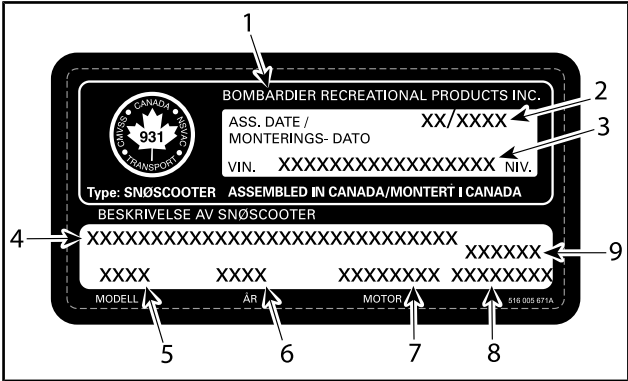 1
BOMBARDIER RECREATIONAL PRODUCTS INC.
2
ASS. DATE / XX/XXXX
MONTERINGS- DATO
3
VIN. XXXXXXXXXXXXXXXXX NIV.
CANADA
CMVSS
NSVAC
931
TRANSPORT
Type: SNØSCOOTER ASSEMBLED IN CANADA/MONTERT I CANADA
BESKRIVELSE AV SNØSCOOTER
4
XXXXXXXXXXXXXXXXXXXXXXXXXXXXX
XXXXXX
9
XXXX XXXX XXXXXXXX XXXXXXXX
MODELL ÅR MOTOR 516 005 671A
5 6 7 8